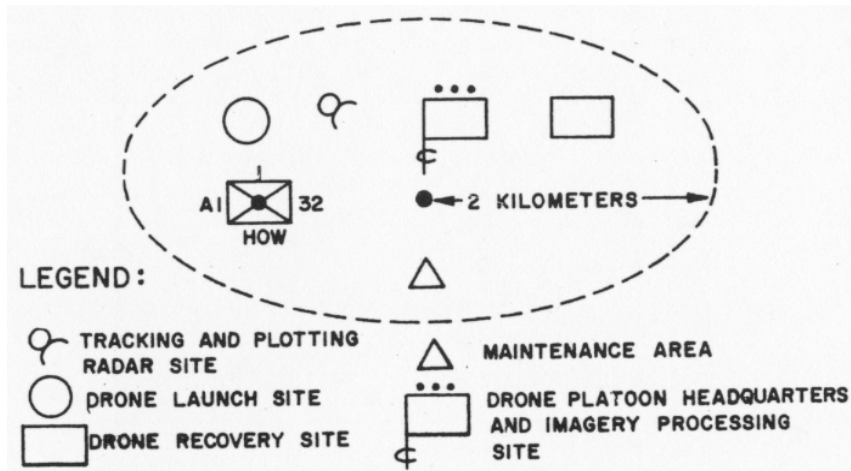 A1 32
HOW
2 KILOMETERS
LEGEND:
TRACKING AND PLOTTING
RADAR SITE
DRONE LAUNCH SITE
DRONE RECOVERY SITE
MAINTENANCE AREA
DRONE PLATOON HEADQUARTERS
AND IMAGERY PROCESSING
SITE